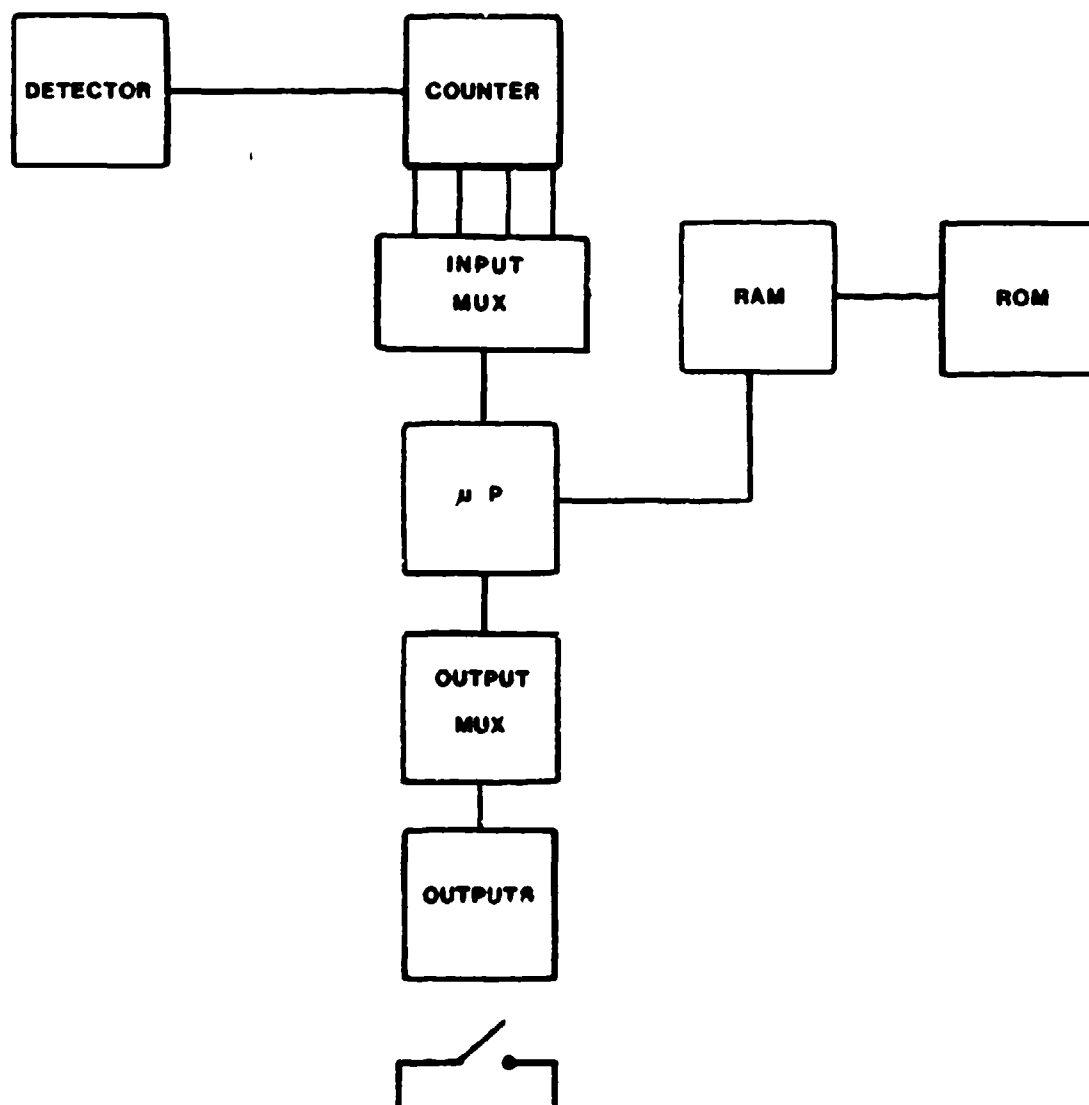 DETECTOR
COUNTER
INPUT
MUX
RAM
ROM
μ P
OUTPUT
MUX
OUTPUTS